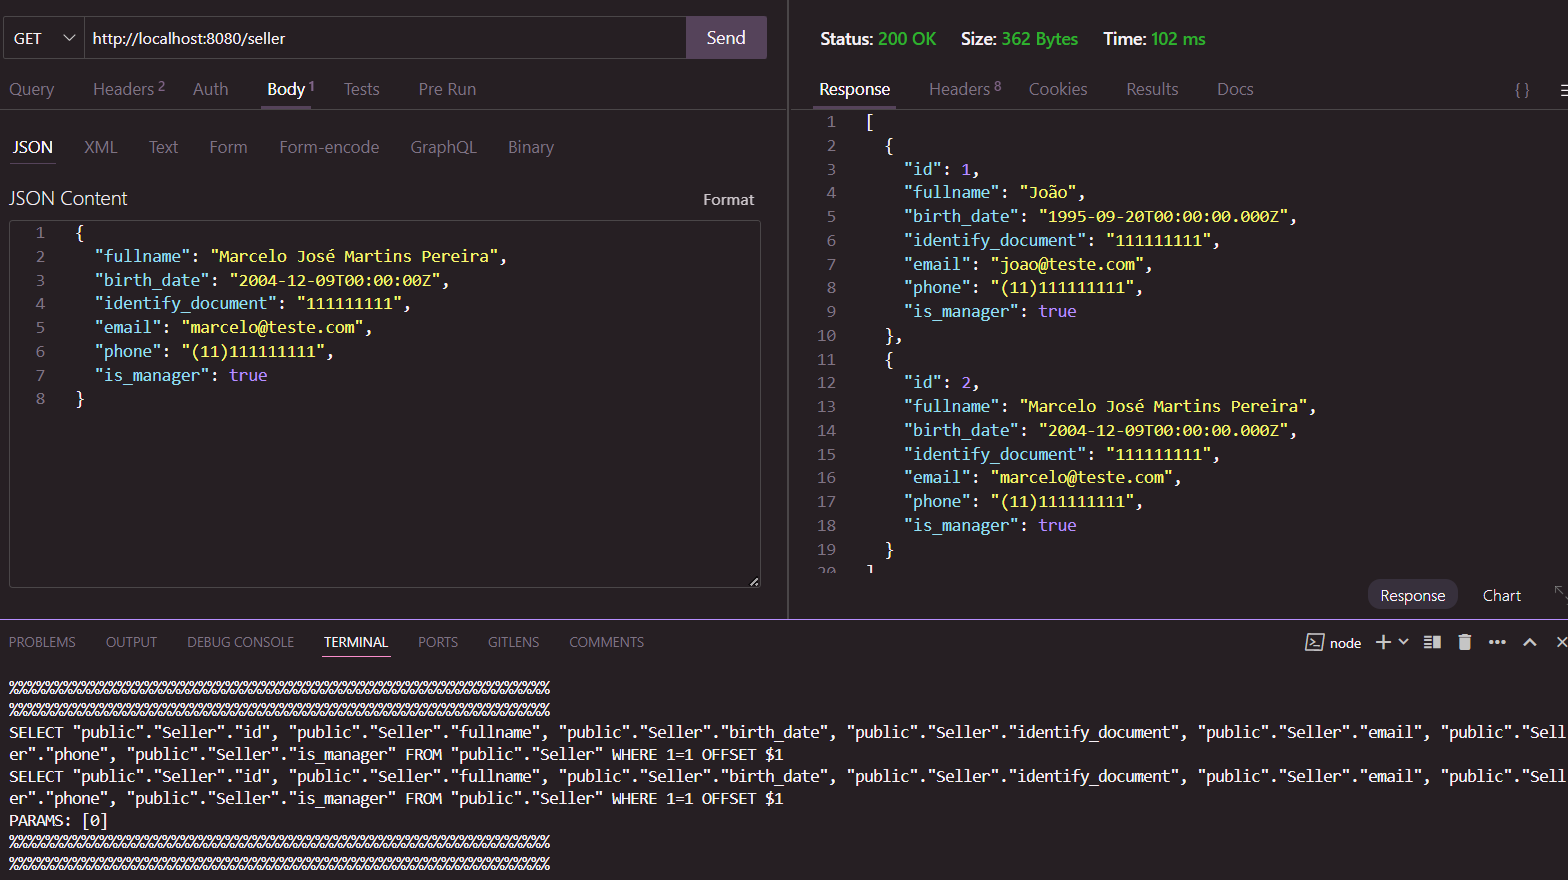 GET http://localhost:8080/seller Send
Query Headers 2 Auth Body 1 Tests Pre Run
JSON XML Text Form Form-encode GraphQL Binary
JSON Content Format
1 {
2 "fullname": "Marcelo José Martins Pereira",
3 "birth_date": "2004-12-09T00:00:00Z",
4 "identify_document": "111111111",
5 "email": "marcelo@teste.com",
6 "phone": "(11)111111111",
7 "is_manager": true
8 }
Status: 200 OK Size: 362 Bytes Time: 102 ms
Response Headers 8 Cookies Results Docs { }
1 [
2 {
3 "id": 1,
4 "fullname": "João",
5 "birth_date": "1995-09-20T00:00:00.000Z",
6 "identify_document": "111111111",
7 "email": "joao@teste.com",
8 "phone": "(11)111111111",
9 "is_manager": true
10 },
11 {
12 "id": 2,
13 "fullname": "Marcelo José Martins Pereira",
14 "birth_date": "2004-12-09T00:00:00.000Z",
15 "identify_document": "111111111",
16 "email": "marcelo@teste.com",
17 "phone": "(11)111111111",
18 "is_manager": true
19 }
20 ]
Response Chart
PROBLEMS OUTPUT DEBUG CONSOLE TERMINAL PORTS GITLENS COMMENTS node
%%%%%%%%%%%%%%%%%%%%%%%%%%%%%%%%%%%%%%%%%%%%%%%%%%%%%%%%%%%%
%%%%%%%%%%%%%%%%%%%%%%%%%%%%%%%%%%%%%%%%%%%%%%%%%%%%%%%%%%%%
SELECT "public"."Seller"."id", "public"."Seller"."fullname", "public"."Seller"."birth_date", "public"."Seller"."identify_document", "public"."Seller"."email", "public"."Sell
er"."phone", "public"."Seller"."is_manager" FROM "public"."Seller" WHERE 1=1 OFFSET $1
SELECT "public"."Seller"."id", "public"."Seller"."fullname", "public"."Seller"."birth_date", "public"."Seller"."identify_document", "public"."Seller"."email", "public"."Sell
er"."phone", "public"."Seller"."is_manager" FROM "public"."Seller" WHERE 1=1 OFFSET $1
PARAMS: [0]
%%%%%%%%%%%%%%%%%%%%%%%%%%%%%%%%%%%%%%%%%%%%%%%%%%%%%%%%%%%%
%%%%%%%%%%%%%%%%%%%%%%%%%%%%%%%%%%%%%%%%%%%%%%%%%%%%%%%%%%%%